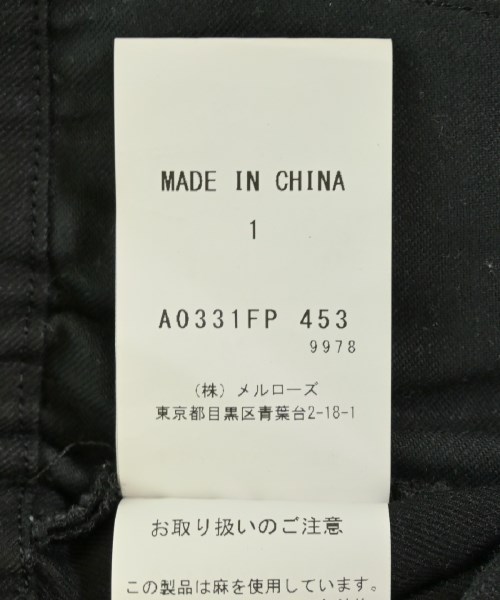 MADE IN CHINA
1
A0331FP 453
9978
(株) メルローズ
東京都目黒区青葉台2-18-1
お取り扱いのご注意
この製品は麻を使用しています。